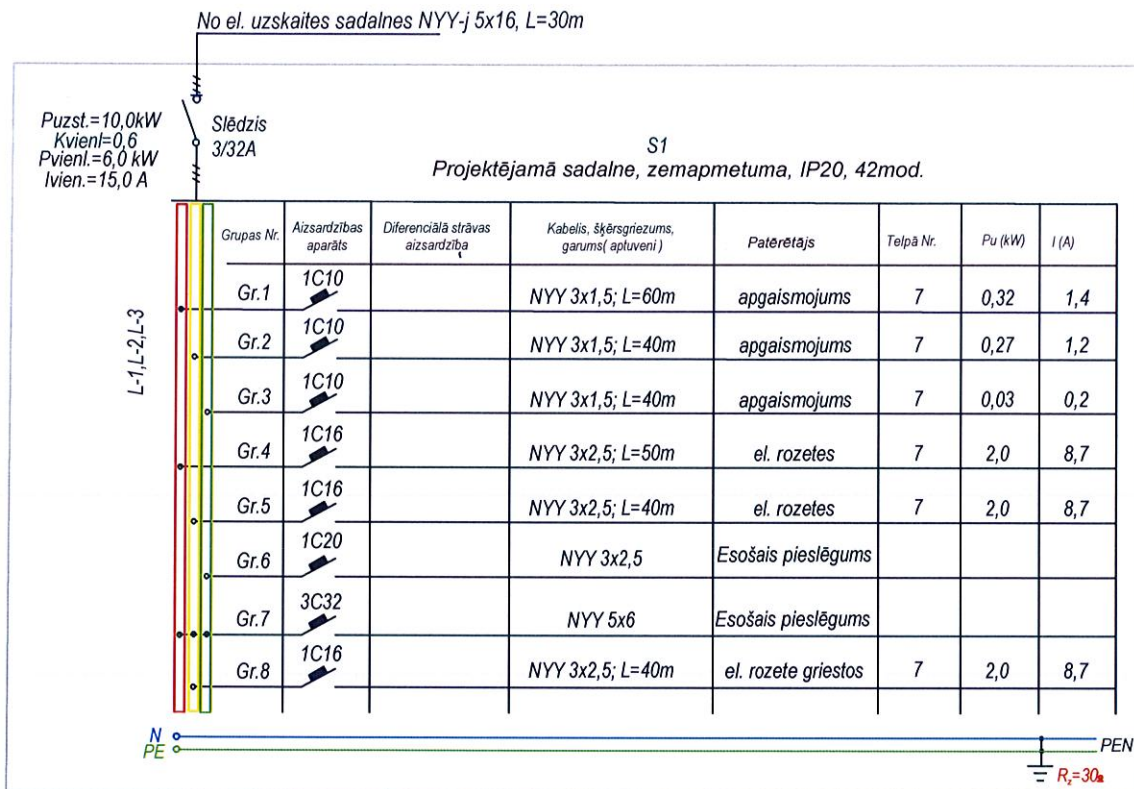 No el. uzskaites sadalnes NYY-j 5x16, L=30m
Puzst.=10,0kW
Kvienl=0,6
Pvienl.=6,0 kW
Ivien.=15,0 A
Slēdzis
3/32A
S1
Projektējamā sadalne, zemapmetuma, IP20, 42mod.
L-1,L-2,L-3
Grupas Nr. Aizsardzības aparāts Diferenciālā strāvas aizsardzība Kabelis, šķērsgriezums, garums( aptuveni ) Patērētājs Telpā Nr. Pu (kW) I (A)
Gr.1 1C10 NYY 3x1,5; L=60m apgaismojums 7 0,32 1,4
Gr.2 1C10 NYY 3x1,5; L=40m apgaismojums 7 0,27 1,2
Gr.3 1C10 NYY 3x1,5; L=40m apgaismojums 7 0,03 0,2
Gr.4 1C16 NYY 3x2,5; L=50m el. rozetes 7 2,0 8,7
Gr.5 1C16 NYY 3x2,5; L=40m el. rozetes 7 2,0 8,7
Gr.6 1C20 NYY 3x2,5 Esošais pieslēgums
Gr.7 3C32 NYY 5x6 Esošais pieslēgums
Gr.8 1C16 NYY 3x2,5; L=40m el. rozete griestos 7 2,0 8,7
N
PE
PEN
Rz=30Ω